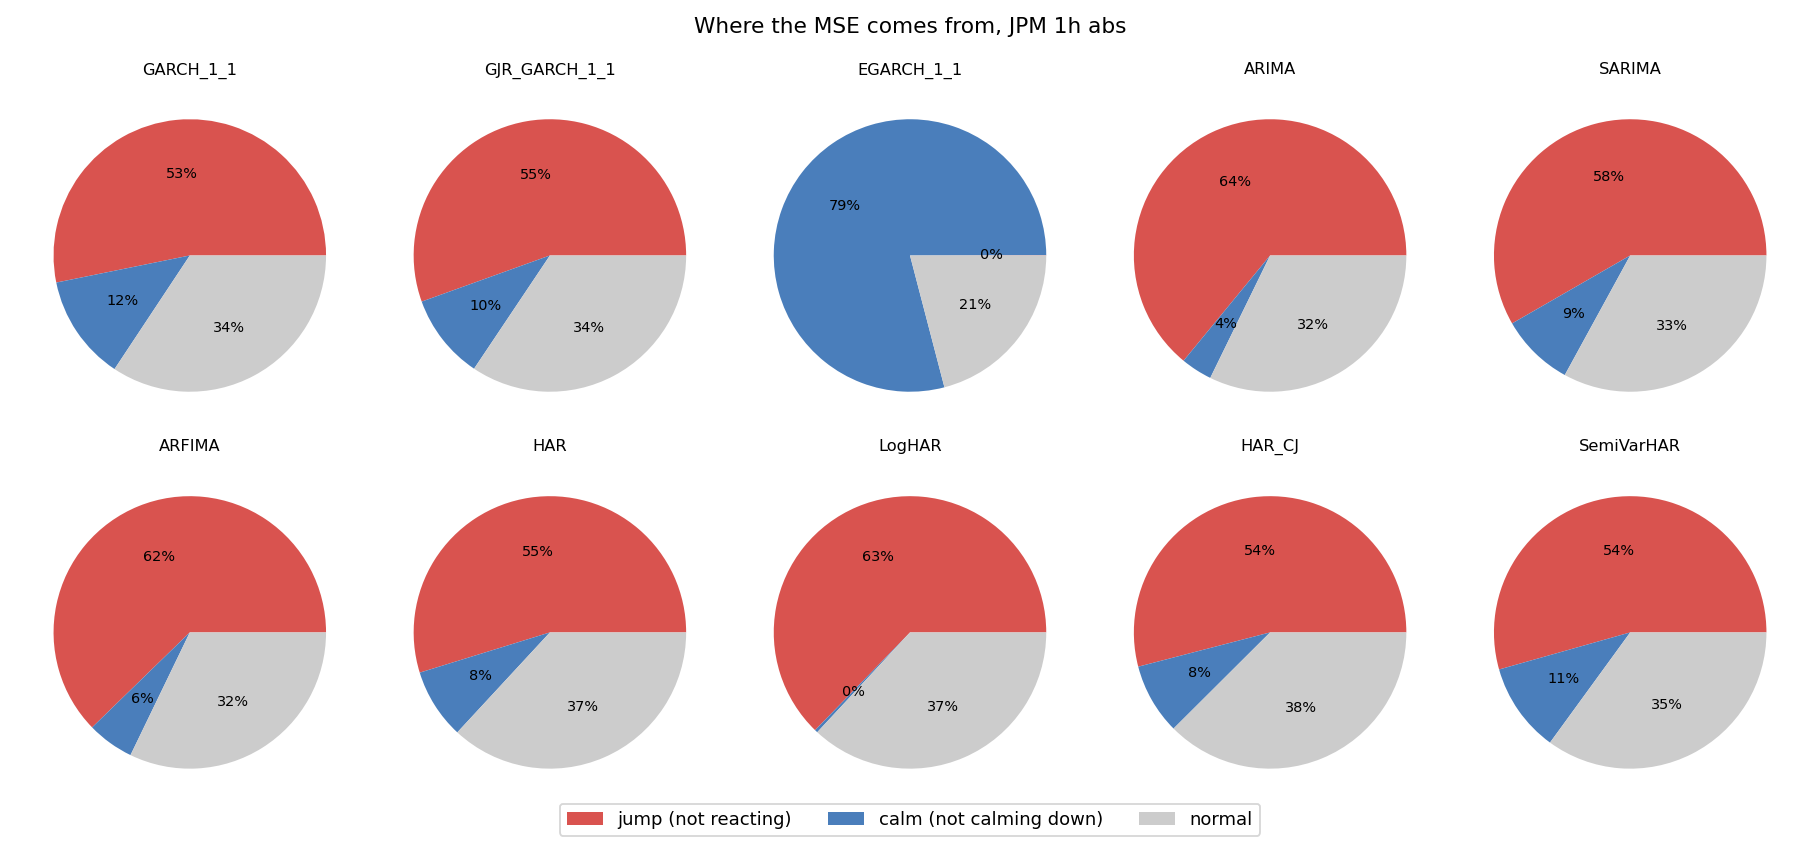 Where the MSE comes from, JPM 1h abs
GARCH_1_1
GJR_GARCH_1_1
EGARCH_1_1
ARIMA
SARIMA
53%
12%
34%
55%
10%
34%
79%
0%
21%
64%
4%
32%
58%
9%
33%
ARFIMA
HAR
LogHAR
HAR_CJ
SemiVarHAR
62%
6%
32%
55%
8%
37%
63%
0%
37%
54%
8%
38%
54%
11%
35%
jump (not reacting)
calm (not calming down)
normal